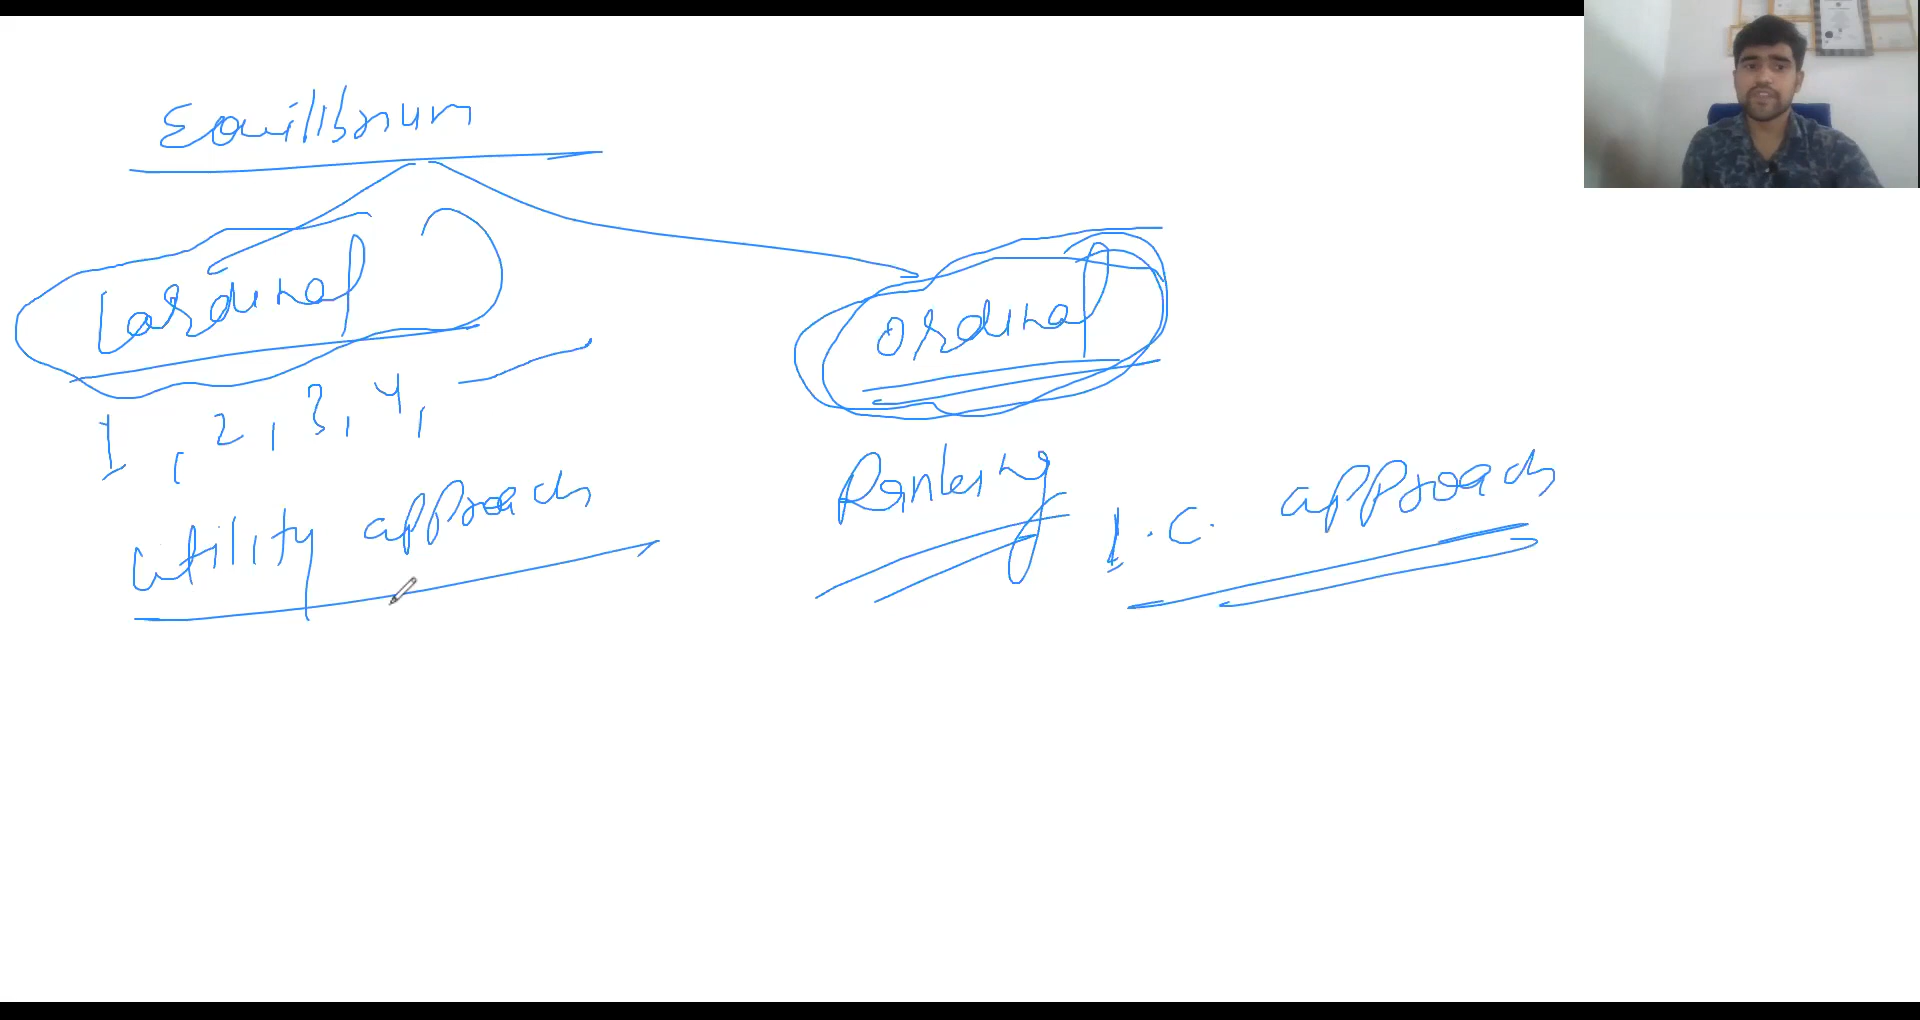 Equilibrium
Cardinal
ordinal
1, 2, 3, 4,
Ranking
I.C. approach
utility approach